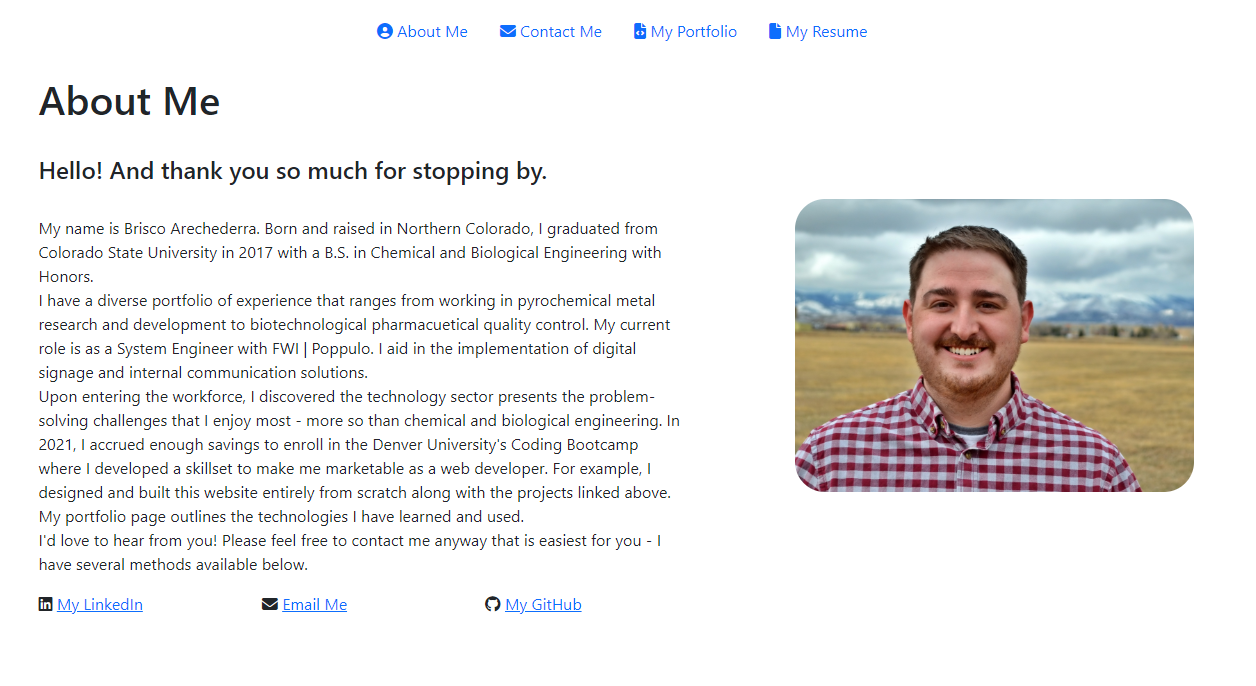 About Me Contact Me My Portfolio My Resume
About Me
Hello! And thank you so much for stopping by.
My name is Brisco Arechederra. Born and raised in Northern Colorado, I graduated from
Colorado State University in 2017 with a B.S. in Chemical and Biological Engineering with
Honors.
I have a diverse portfolio of experience that ranges from working in pyrochemical metal
research and development to biotechnological pharmacuetical quality control. My current
role is as a System Engineer with FWI | Poppulo. I aid in the implementation of digital
signage and internal communication solutions.
Upon entering the workforce, I discovered the technology sector presents the problem-
solving challenges that I enjoy most - more so than chemical and biological engineering. In
2021, I accrued enough savings to enroll in the Denver University's Coding Bootcamp
where I developed a skillset to make me marketable as a web developer. For example, I
designed and built this website entirely from scratch along with the projects linked above.
My portfolio page outlines the technologies I have learned and used.
I'd love to hear from you! Please feel free to contact me anyway that is easiest for you - I
have several methods available below.
My LinkedIn Email Me My GitHub